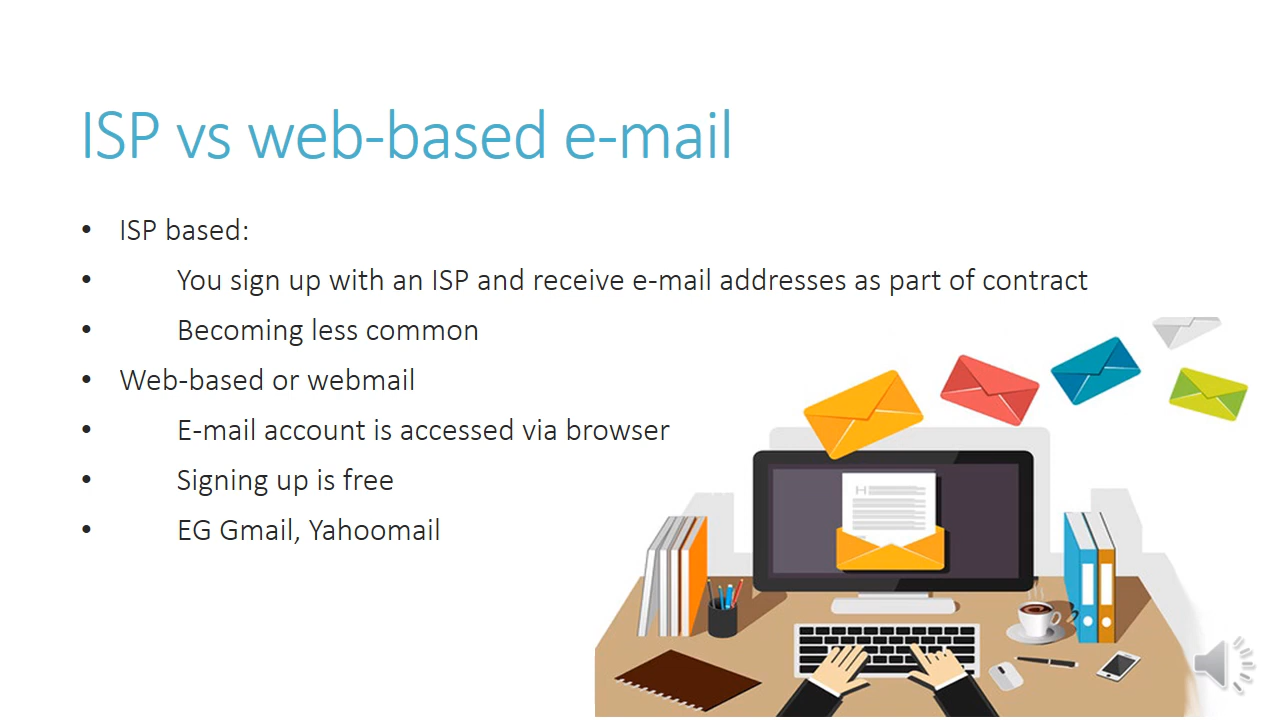 ISP vs web-based e-mail
• ISP based:
• You sign up with an ISP and receive e-mail addresses as part of contract
• Becoming less common
• Web-based or webmail
• E-mail account is accessed via browser
• Signing up is free
• EG Gmail, Yahoomail
H